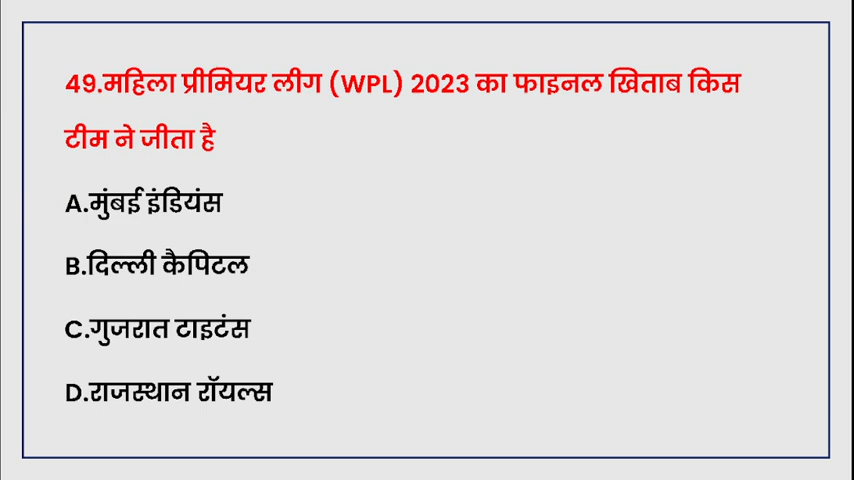 49.महिला प्रीमियर लीग (WPL) 2023 का फाइनल खिताब किस
टीम ने जीता है
A.मुंबई इंडियंस
B.दिल्ली कैपिटल
C.गुजरात टाइटंस
D.राजस्थान रॉयल्स